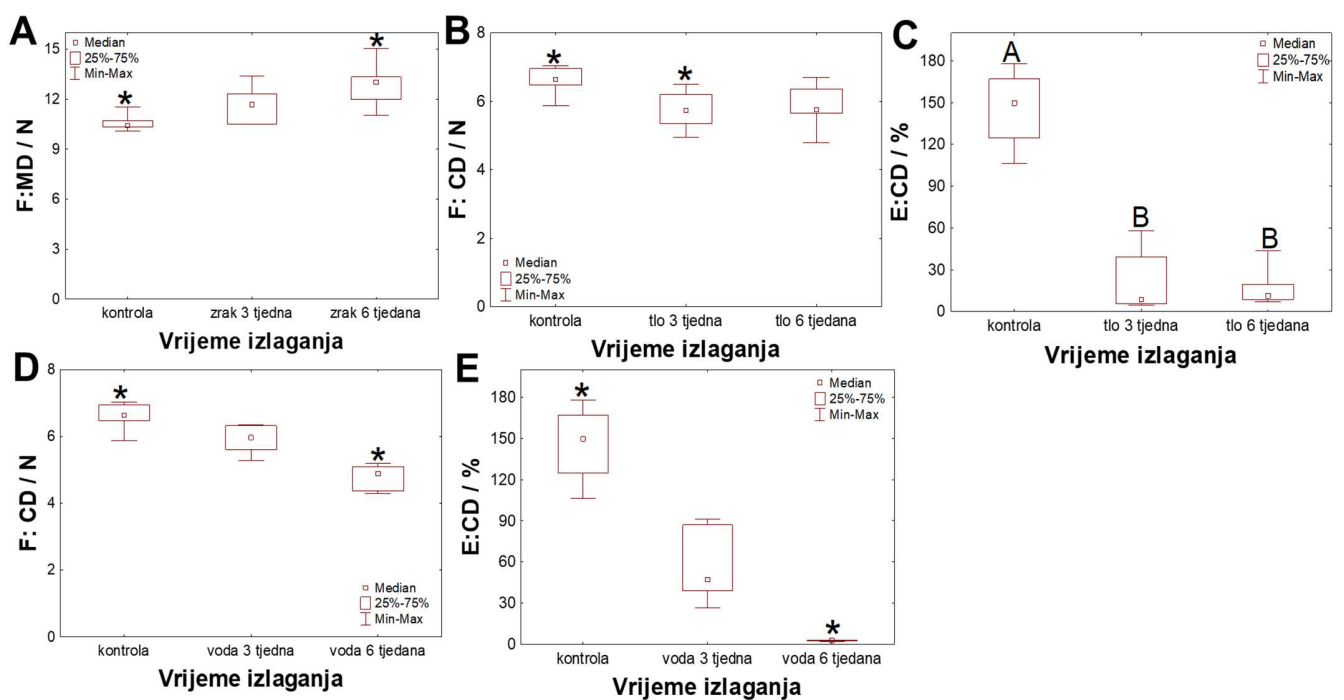 A
*
*
Median
25%-75%
Min-Max
15
12
9
6
3
0
F:MD / N
kontrola
zrak 3 tjedna
zrak 6 tjedana
Vrijeme izlaganja
B
*
*
8
6
4
2
0
F: CD / N
Median
25%-75%
Min-Max
kontrola
tlo 3 tjedna
tlo 6 tjedana
Vrijeme izlaganja
C
A
B
B
Median
25%-75%
Min-Max
180
150
120
90
60
30
0
E:CD / %
kontrola
tlo 3 tjedna
tlo 6 tjedana
Vrijeme izlaganja
D
*
*
8
6
4
2
0
F: CD / N
Median
25%-75%
Min-Max
kontrola
voda 3 tjedna
voda 6 tjedana
Vrijeme izlaganja
E
*
*
Median
25%-75%
Min-Max
180
150
120
90
60
30
0
E:CD / %
kontrola
voda 3 tjedna
voda 6 tjedana
Vrijeme izlaganja